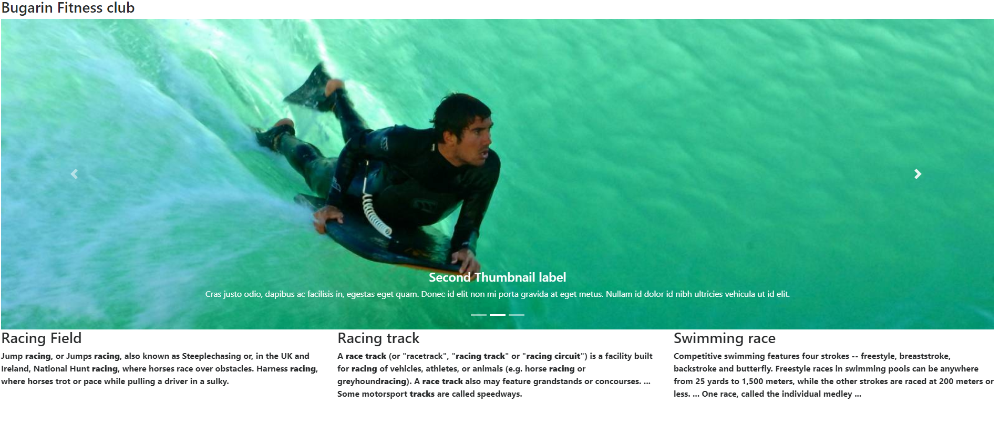 Bugarin Fitness club
Second Thumbnail label
Cras justo odio, dapibus ac facilisis in, egestas eget quam. Donec id elit non mi porta gravida at eget metus. Nullam id dolor id nibh ultricies vehicula ut id elit.
Racing Field
Jump racing, or Jumps racing, also known as Steeplechasing or, in the UK and
Ireland, National Hunt racing, where horses race over obstacles. Harness racing,
where horses trot or pace while pulling a driver in a sulky.
Racing track
A race track (or "racetrack", "racing track" or "racing circuit") is a facility built
for racing of vehicles, athletes, or animals (e.g. horse racing or
greyhoundracing). A race track also may feature grandstands or concourses. ...
Some motorsport tracks are called speedways.
Swimming race
Competitive swimming features four strokes -- freestyle, breaststroke,
backstroke and butterfly. Freestyle races in swimming pools can be anywhere
from 25 yards to 1,500 meters, while the other strokes are raced at 200 meters or
less. ... One race, called the individual medley ...